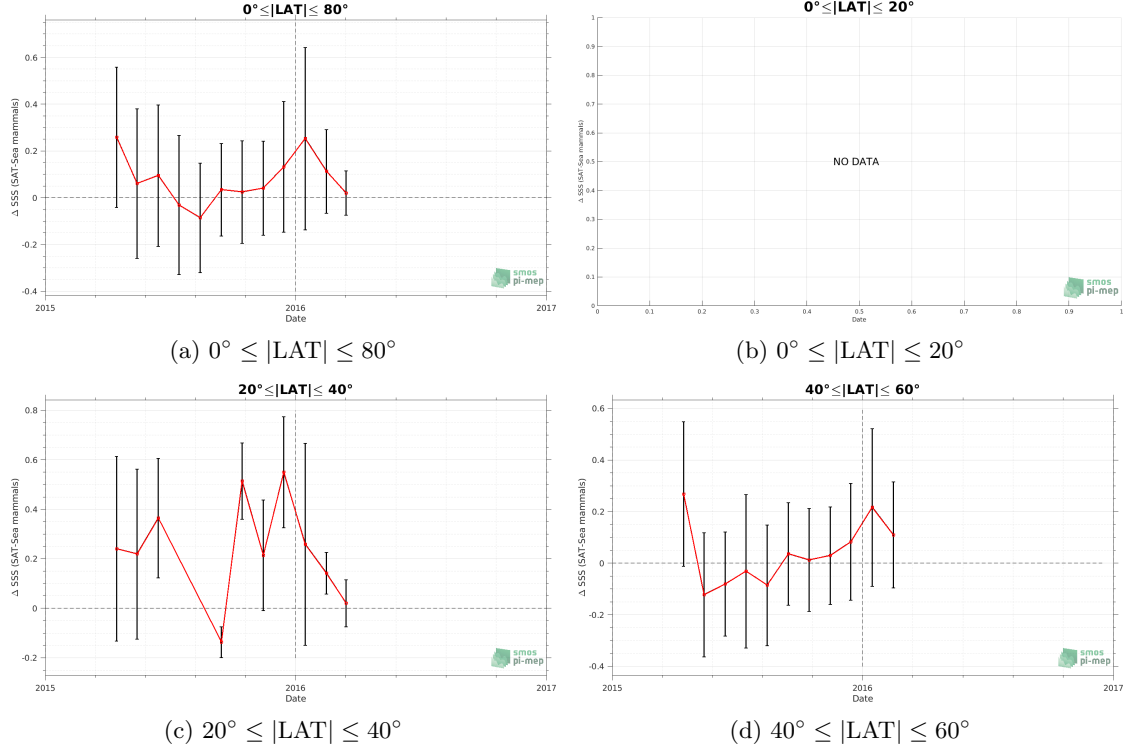 0°≤|LAT|≤ 80°
Δ SSS (SAT-Sea mammals)
0.6
0.4
0.2
0
-0.2
-0.4
2015
2016
2017
Date
smos
pi-mep
(a) 0° ≤ |LAT| ≤ 80°
0°≤|LAT|≤ 20°
Δ SSS (SAT-Sea mammals)
1
0.9
0.8
0.7
0.6
0.5
0.4
0.3
0.2
0.1
0
NO DATA
0
0.1
0.2
0.3
0.4
0.5
0.6
0.7
0.8
0.9
1
Date
smos
pi-mep
(b) 0° ≤ |LAT| ≤ 20°
20°≤|LAT|≤ 40°
Δ SSS (SAT-Sea mammals)
0.8
0.6
0.4
0.2
0
-0.2
2015
2016
2017
Date
smos
pi-mep
(c) 20° ≤ |LAT| ≤ 40°
40°≤|LAT|≤ 60°
Δ SSS (SAT-Sea mammals)
0.6
0.4
0.2
0
-0.2
-0.4
2015
2016
2017
Date
smos
pi-mep
(d) 40° ≤ |LAT| ≤ 60°